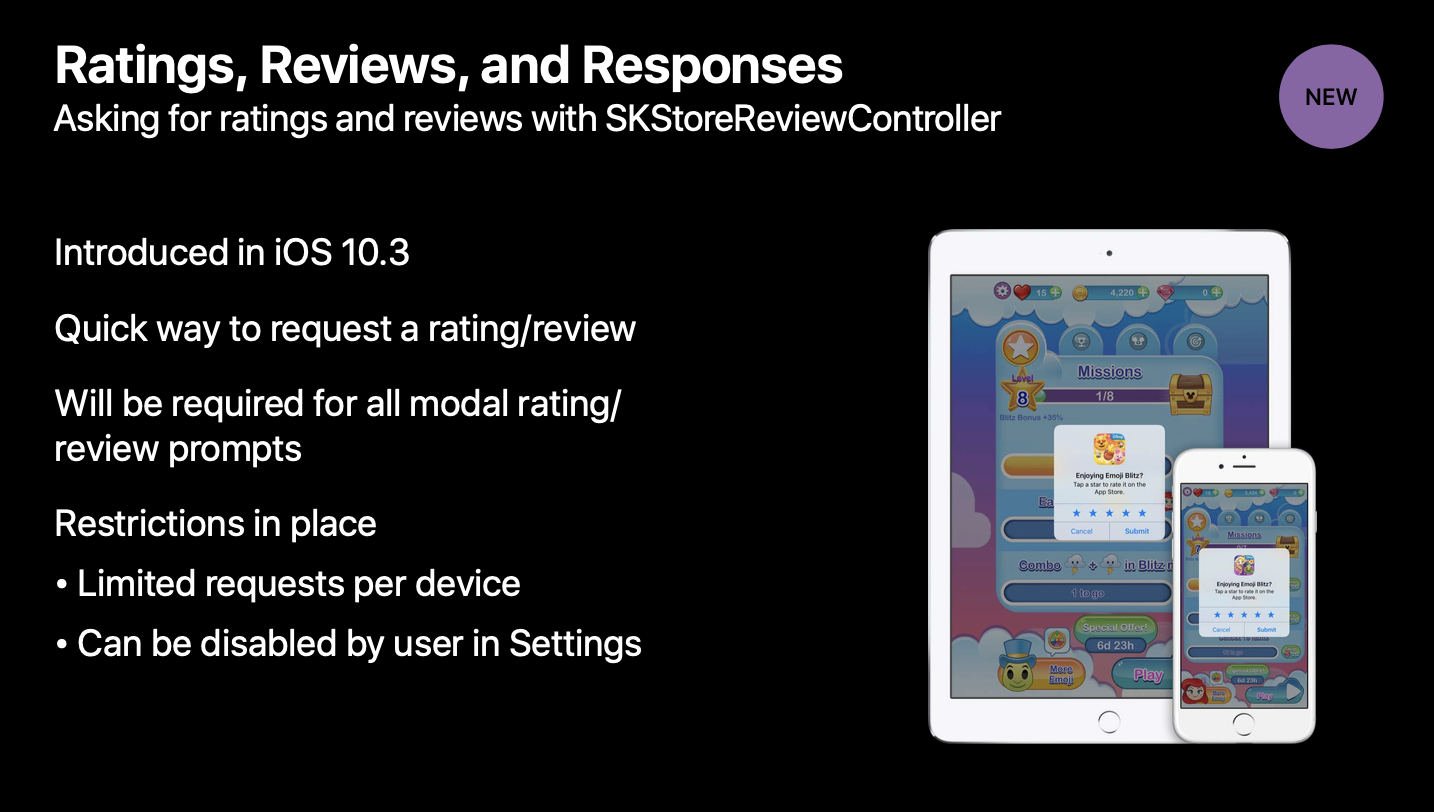 Ratings, Reviews, and Responses
Asking for ratings and reviews with SKStoreReviewController
NEW
Introduced in iOS 10.3
Quick way to request a rating/review
Will be required for all modal rating/
review prompts
Restrictions in place
• Limited requests per device
• Can be disabled by user in Settings
15
4,220
0
Missions
Level
8
1/8
Blitz Bonus +35%
Enjoying Emoji Blitz?
Tap a star to rate it on the
App Store.
Cancel
Submit
Combo + in Blitz
1 to go
Special Offer!
6d 23h
More
Emoji
Play
Missions
Enjoying Emoji Blitz?
Tap a star to rate it on the
App Store.
Cancel
Submit
6d 23h
Play